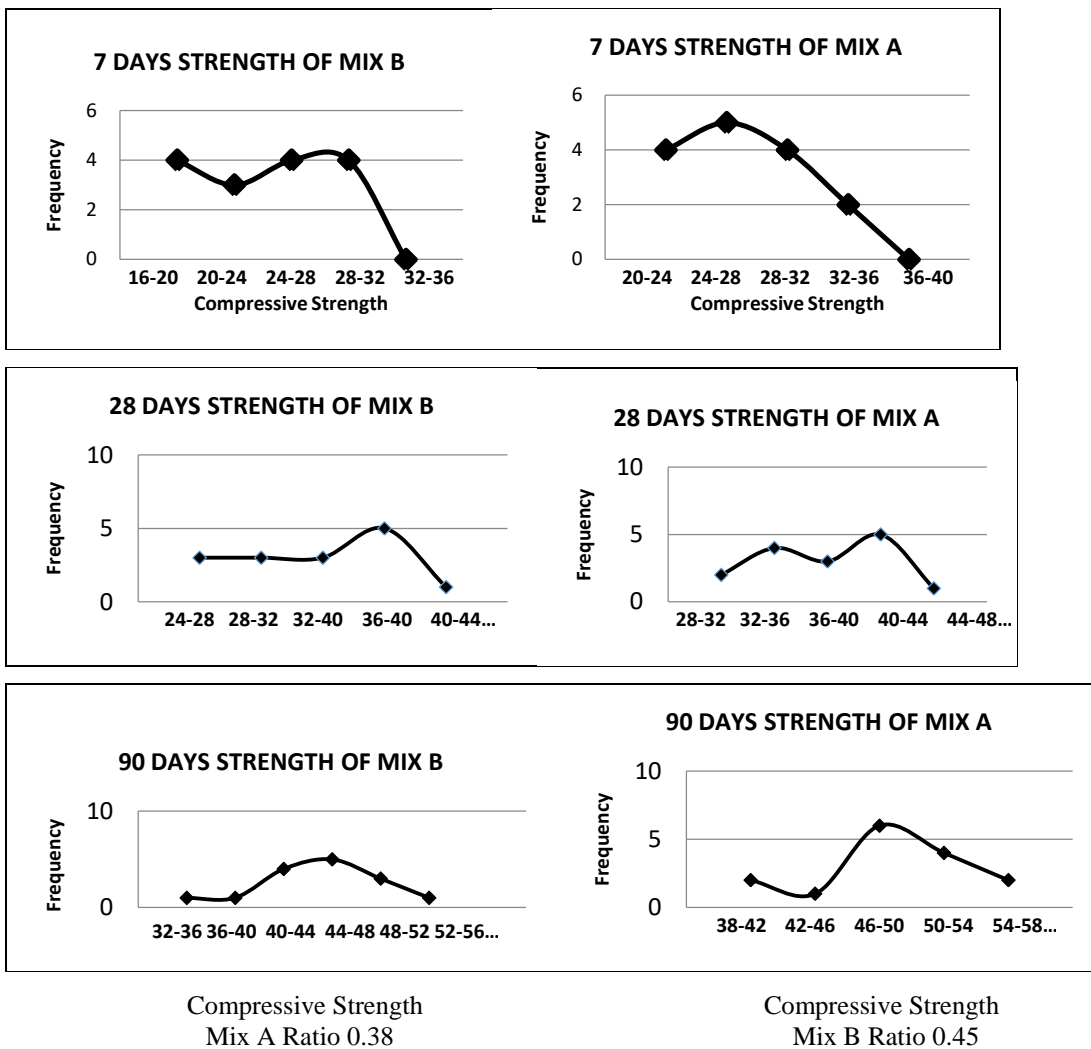 7 DAYS STRENGTH OF MIX B
6
4
2
0
Frequency
16-20 20-24 24-28 28-32 32-36
Compressive Strength
7 DAYS STRENGTH OF MIX A
6
4
2
0
Frequency
20-24 24-28 28-32 32-36 36-40
Compressive Strength
28 DAYS STRENGTH OF MIX B
10
5
0
Frequency
24-28 28-32 32-40 36-40 40-44...
28 DAYS STRENGTH OF MIX A
10
5
0
Frequency
28-32 32-36 36-40 40-44 44-48...
90 DAYS STRENGTH OF MIX B
10
5
0
Frequency
32-36 36-40 40-44 44-48 48-52 52-56...
90 DAYS STRENGTH OF MIX A
10
5
0
Frequency
38-42 42-46 46-50 50-54 54-58...
Compressive Strength
Mix A Ratio 0.38
Compressive Strength
Mix B Ratio 0.45